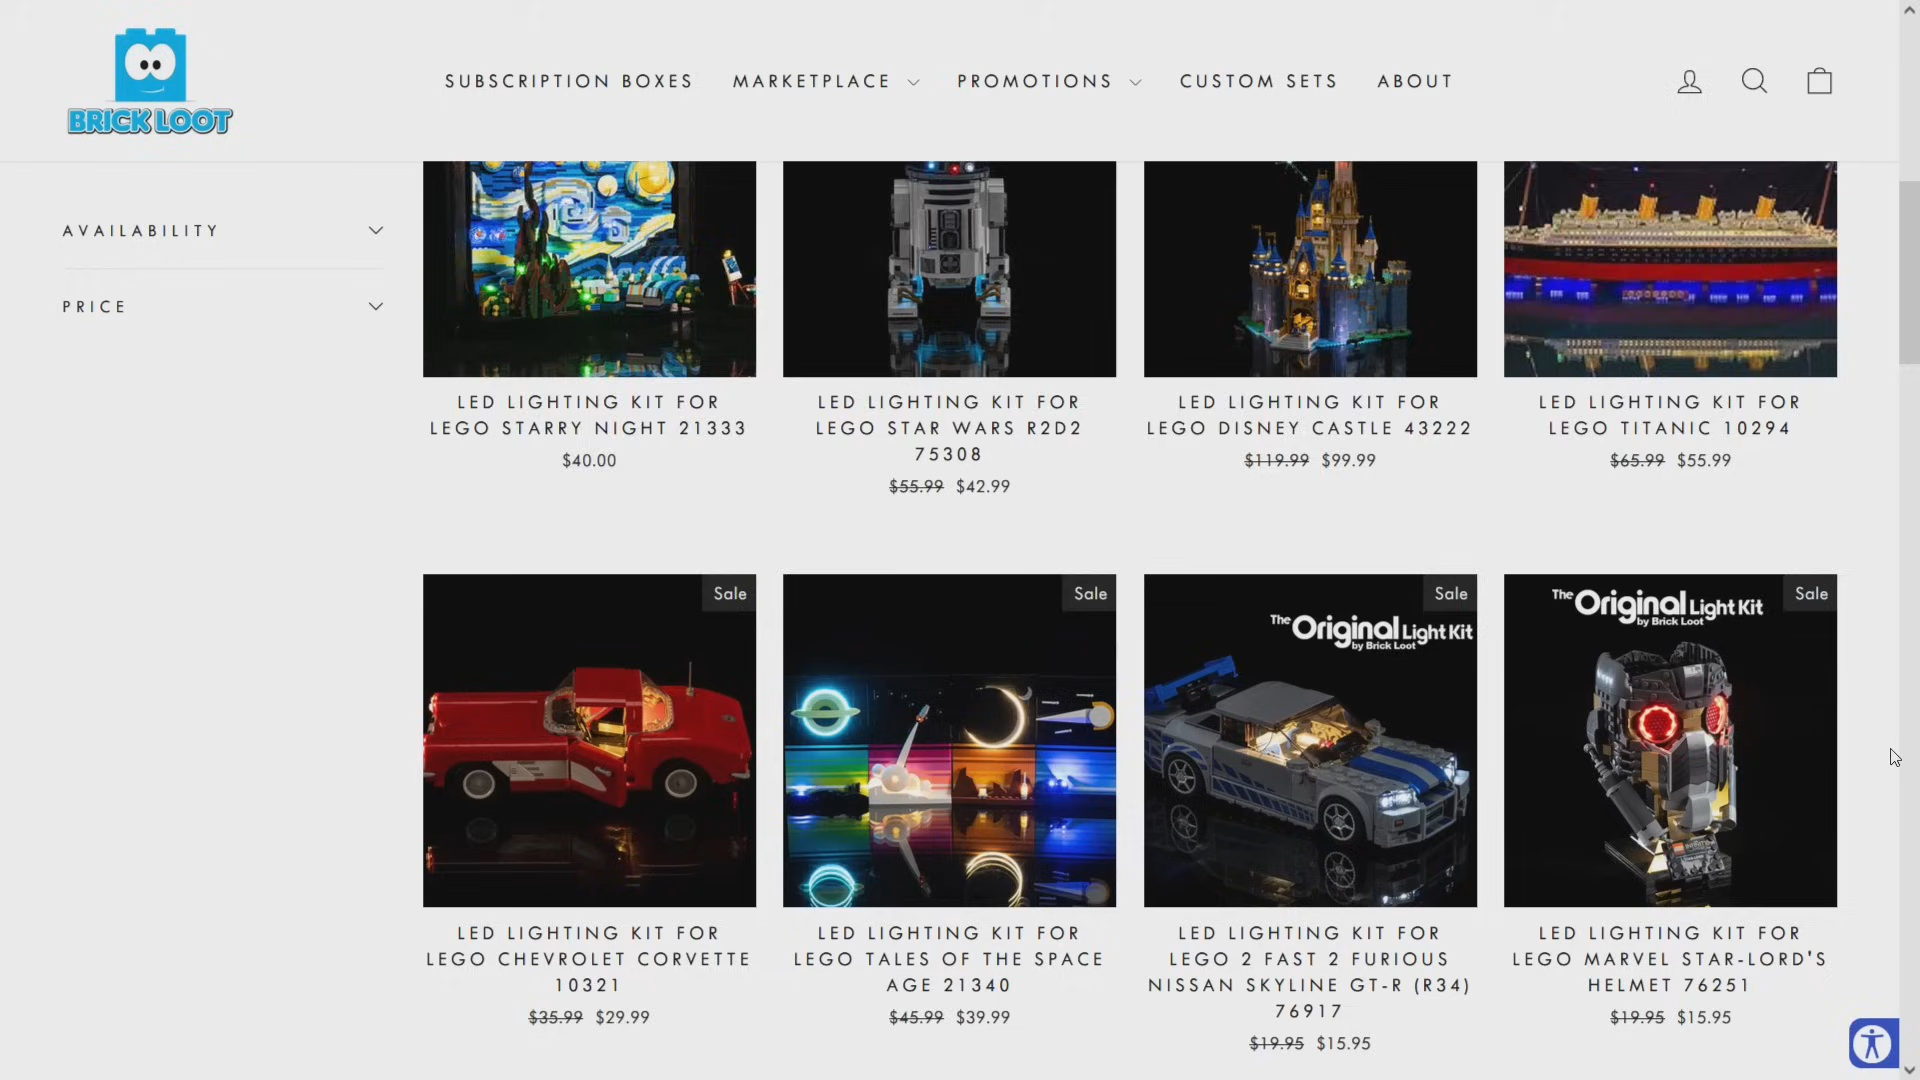 BRICK LOOT
SUBSCRIPTION BOXES
MARKETPLACE
PROMOTIONS
CUSTOM SETS
ABOUT
AVAILABILITY
PRICE
LED LIGHTING KIT FOR
LEGO STARRY NIGHT 21333
$40.00
LED LIGHTING KIT FOR
LEGO STAR WARS R2D2
75308
$55.99 $42.99
LED LIGHTING KIT FOR
LEGO DISNEY CASTLE 43222
$119.99 $99.99
LED LIGHTING KIT FOR
LEGO TITANIC 10294
$65.99 $55.99
Sale
LED LIGHTING KIT FOR
LEGO CHEVROLET CORVETTE
10321
$35.99 $29.99
Sale
LED LIGHTING KIT FOR
LEGO TALES OF THE SPACE
AGE 21340
$45.99 $39.99
Sale
The Original Light Kit
by Brick Loot
LED LIGHTING KIT FOR
LEGO 2 FAST 2 FURIOUS
NISSAN SKYLINE GT-R (R34)
76917
$19.95 $15.95
Sale
The Original Light Kit
by Brick Loot
LED LIGHTING KIT FOR
LEGO MARVEL STAR-LORD'S
HELMET 76251
$19.95 $15.95